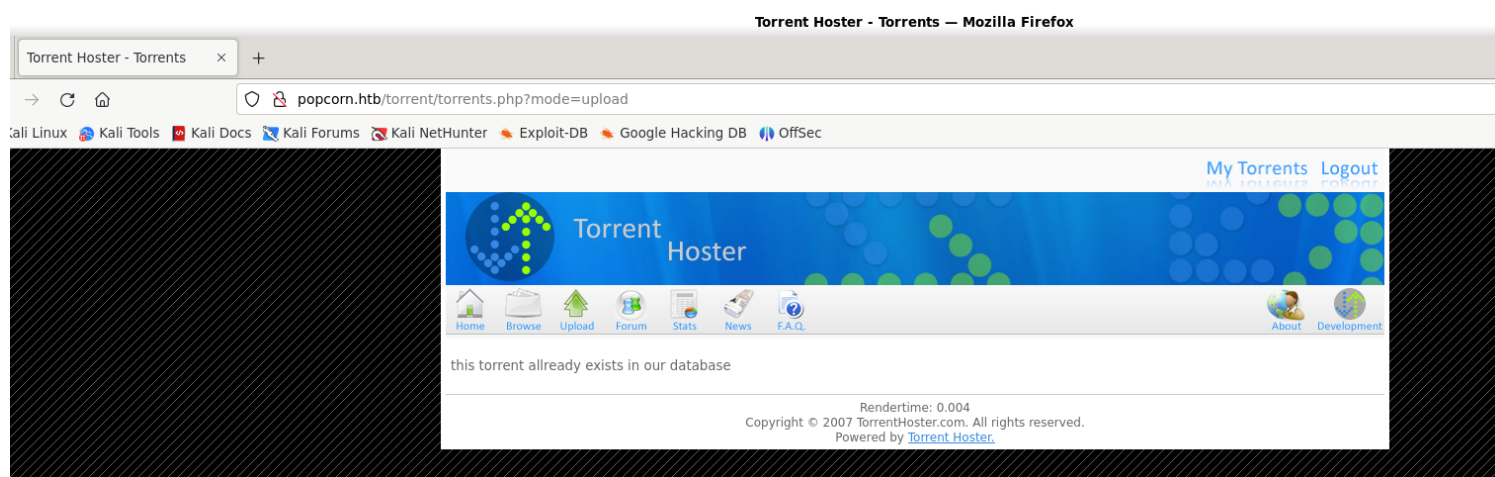 Torrent Hoster - Torrents — Mozilla Firefox
Torrent Hoster - Torrents × +
popcorn.htb/torrent/torrents.php?mode=upload
Kali Linux Kali Tools Kali Docs Kali Forums Kali NetHunter Exploit-DB Google Hacking DB OffSec
My Torrents Logout
Torrent
Hoster
Home Browse Upload Forum Stats News F.A.Q. About Development
this torrent allready exists in our database
Rendertime: 0.004
Copyright © 2007 TorrentHoster.com. All rights reserved.
Powered by Torrent Hoster.